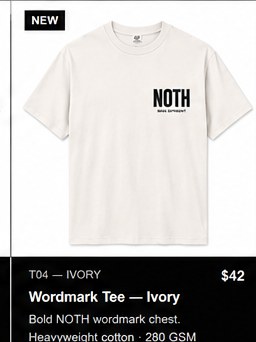 NEW
NOTH
T04 — IVORY
$42
Wordmark Tee — Ivory
Bold NOTH wordmark chest.
Heavyweight cotton · 280 GSM